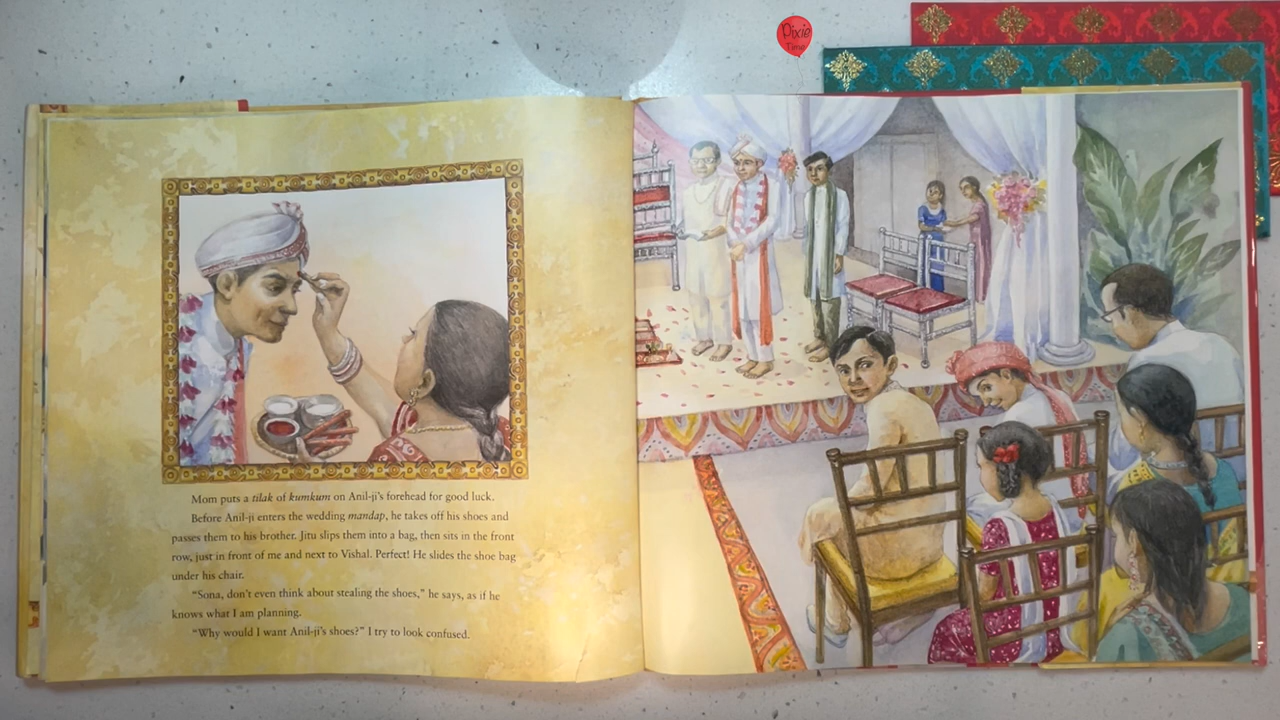 Pixie
Time
Mom puts a tilak of kumkum on Anil-ji's forehead for good luck.
Before Anil-ji enters the wedding mandap, he takes off his shoes and
passes them to his brother. Jitu slips them into a bag, then sits in the front
row, just in front of me and next to Vishal. Perfect! He slides the shoe bag
under his chair.
“Sona, don't even think about stealing the shoes,” he says, as if he
knows what I am planning.
“Why would I want Anil-ji's shoes?” I try to look confused.